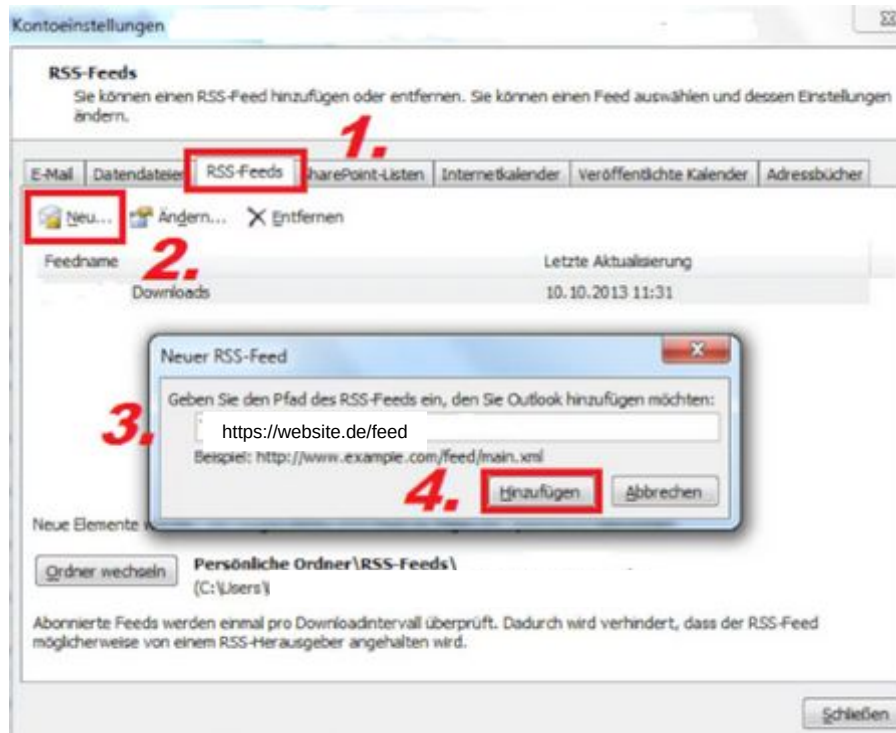 Kontoeinstellungen
RSS-Feeds
Sie können einen RSS-Feed hinzufügen oder entfernen. Sie können einen Feed auswählen und dessen Einstellungen
ändern.
1.
E-Mail Datendateien RSS-Feeds SharePoint-Listen Internetkalender Veröffentlichte Kalender Adressbücher
Neu... Ändern... Entfernen
2.
Feedname Letzte Aktualisierung
Downloads 10.10.2013 11:31
Neuer RSS-Feed
Geben Sie den Pfad des RSS-Feeds ein, den Sie Outlook hinzufügen möchten:
3.
https://website.de/feed
Beispiel: http://www.example.com/feed/main.xml
4.
Hinzufügen Abbrechen
Neue Elemente
Ordner wechseln Persönliche Ordner\RSS-Feeds\
(C:\Users\
Abonnierte Feeds werden einmal pro Downloadintervall überprüft. Dadurch wird verhindert, dass der RSS-Feed
möglicherweise von einem RSS-Herausgeber angehalten wird.
Schließen